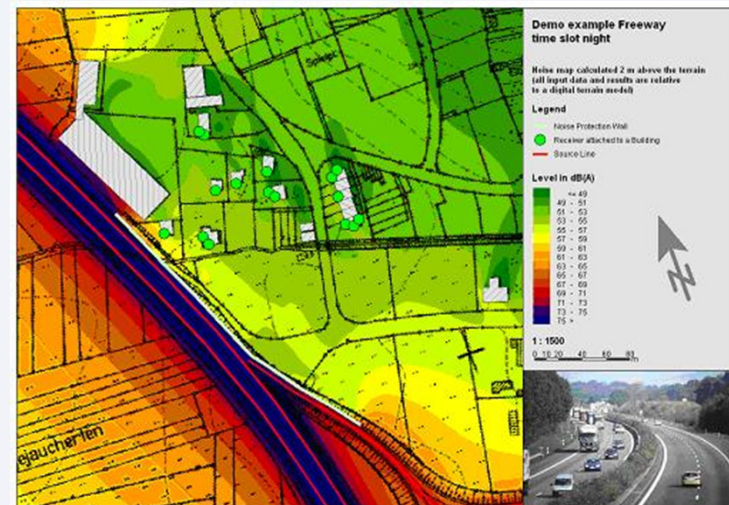 Demo example Freeway
time slot night
Noise map calculated 2 m above the terrain
(all input data and results are relative
to a digital terrain model)
Legend
Noise Protection Wall
Receiver attached to a Building
Source Line
Level in dB(A)
<= 49
49 - 51
51 - 53
53 - 55
55 - 57
57 - 59
59 - 61
61 - 63
63 - 65
65 - 67
67 - 69
69 - 71
71 - 73
73 - 75
75 >
N
1 : 1500
0 10 20 40 60 80
ejaucherten